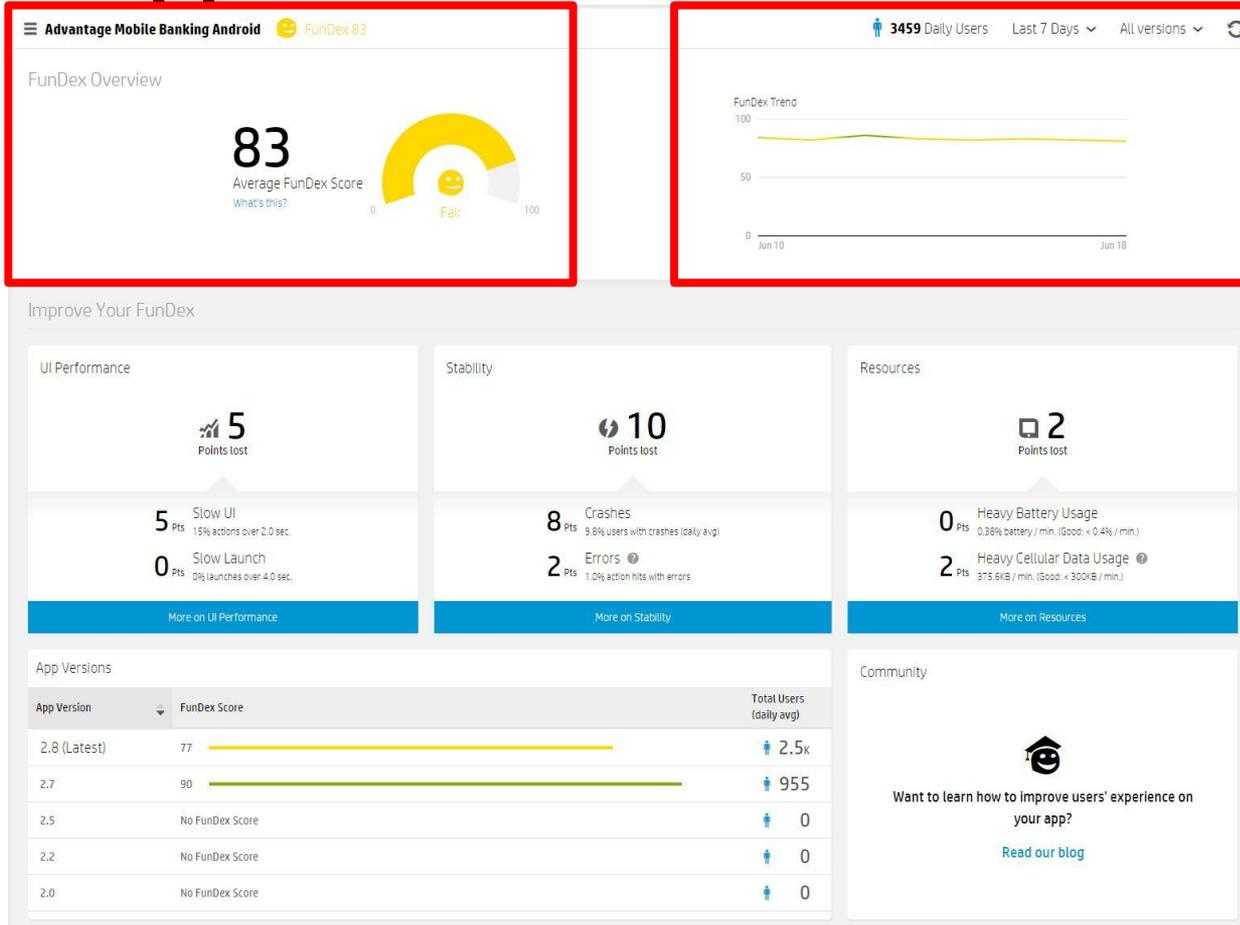 Advantage Mobile Banking Android FunDex 83 3459 Daily Users Last 7 Days All versions
FunDex Overview
83
Average FunDex Score
What's this?
0 Fair 100
FunDex Trend
100
50
0
Jun 10 Jun 18
Improve Your FunDex
UI Performance
5
Points lost
5 Pts Slow UI
15% actions over 2.0 sec.
0 Pts Slow Launch
0% launches over 4.0 sec.
More on UI Performance
Stability
10
Points lost
8 Pts Crashes
9.8% users with crashes (daily avg)
2 Pts Errors ?
1.0% action hits with errors
More on Stability
Resources
2
Points lost
0 Pts Heavy Battery Usage
0.38% battery / min. (Good: < 0.4% / min.)
2 Pts Heavy Cellular Data Usage ?
375.6KB / min. (Good: < 300KB / min.)
More on Resources
App Versions
App Version FunDex Score Total Users
(daily avg)
2.8 (Latest) 77 2.5K
2.7 90 955
2.5 No FunDex Score 0
2.2 No FunDex Score 0
2.0 No FunDex Score 0
Community
Want to learn how to improve users' experience on
your app?
Read our blog